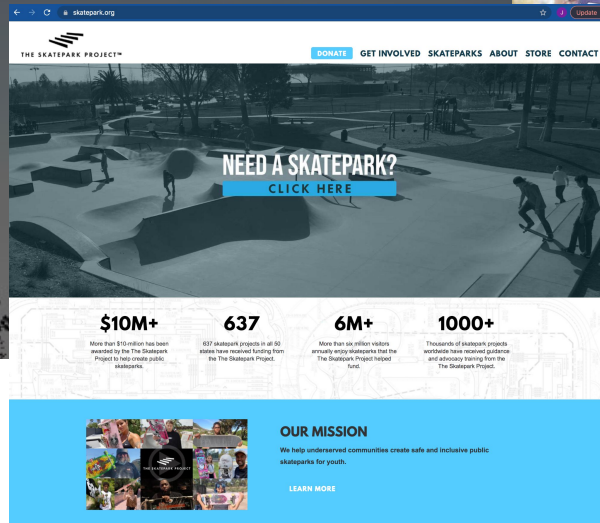 skatepark.org
J
Update
THE SKATEPARK PROJECT™
DONATE GET INVOLVED SKATEPARKS ABOUT STORE CONTACT
NEED A SKATEPARK?
CLICK HERE
$10M+
More than $10-million has been
awarded by the The Skatepark
Project to help create public
skateparks.
637
637 skatepark projects in all 50
states have received funding from
the The Skatepark Project.
6M+
More than six million visitors
annually enjoy skateparks that the
The Skatepark Project helped
fund.
1000+
Thousands of skatepark projects
worldwide have received guidance
and advocacy training from the
The Skatepark Project.
THE SKATEPARK PROJECT
OUR MISSION
We help underserved communities create safe and inclusive public
skateparks for youth.
LEARN MORE